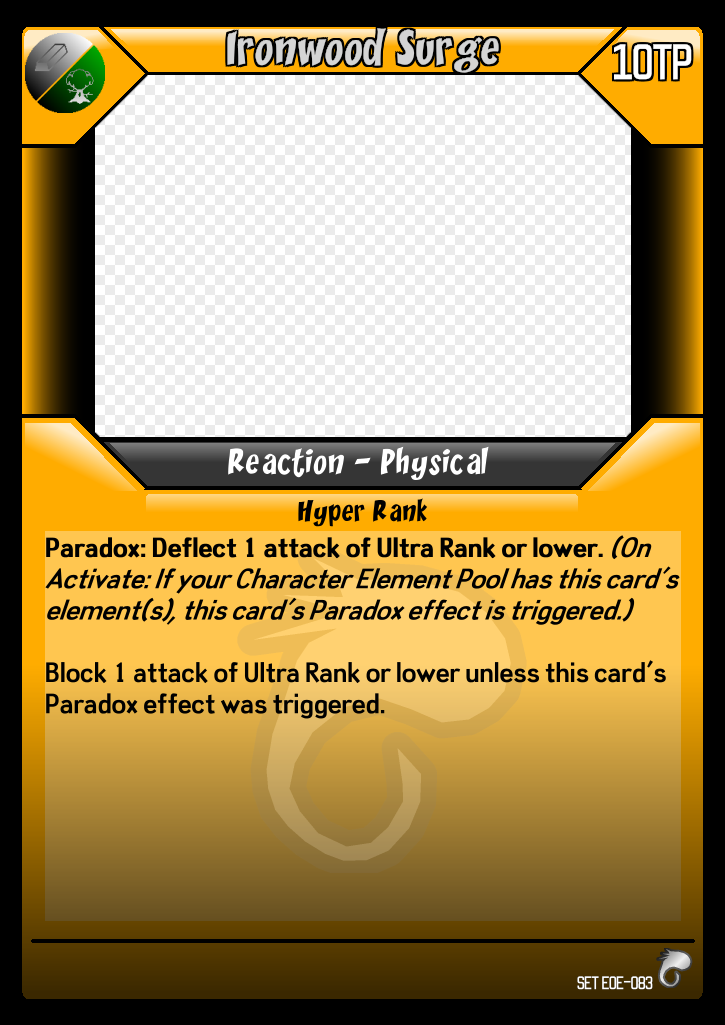 Ironwood Surge
10TP
Reaction - Physical
Hyper Rank
Paradox: Deflect 1 attack of Ultra Rank or lower. (On
Activate: If your Character Element Pool has this card's
element(s), this card's Paradox effect is triggered.)
Block 1 attack of Ultra Rank or lower unless this card's
Paradox effect was triggered.
SET EOE-083